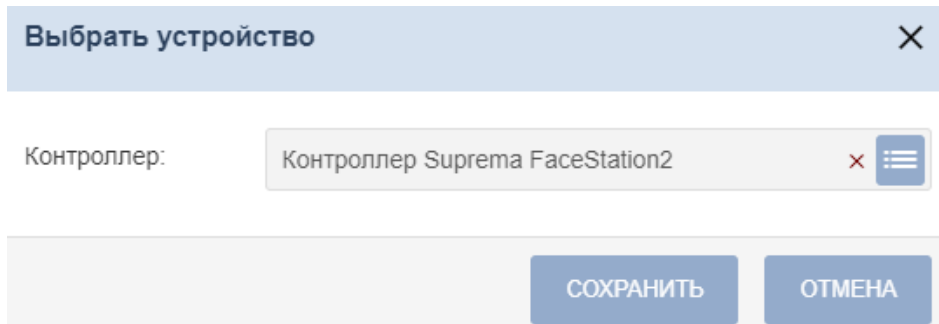 Выбрать устройство
Контроллер: Контроллер Suprema FaceStation2
СОХРАНИТЬ ОТМЕНА